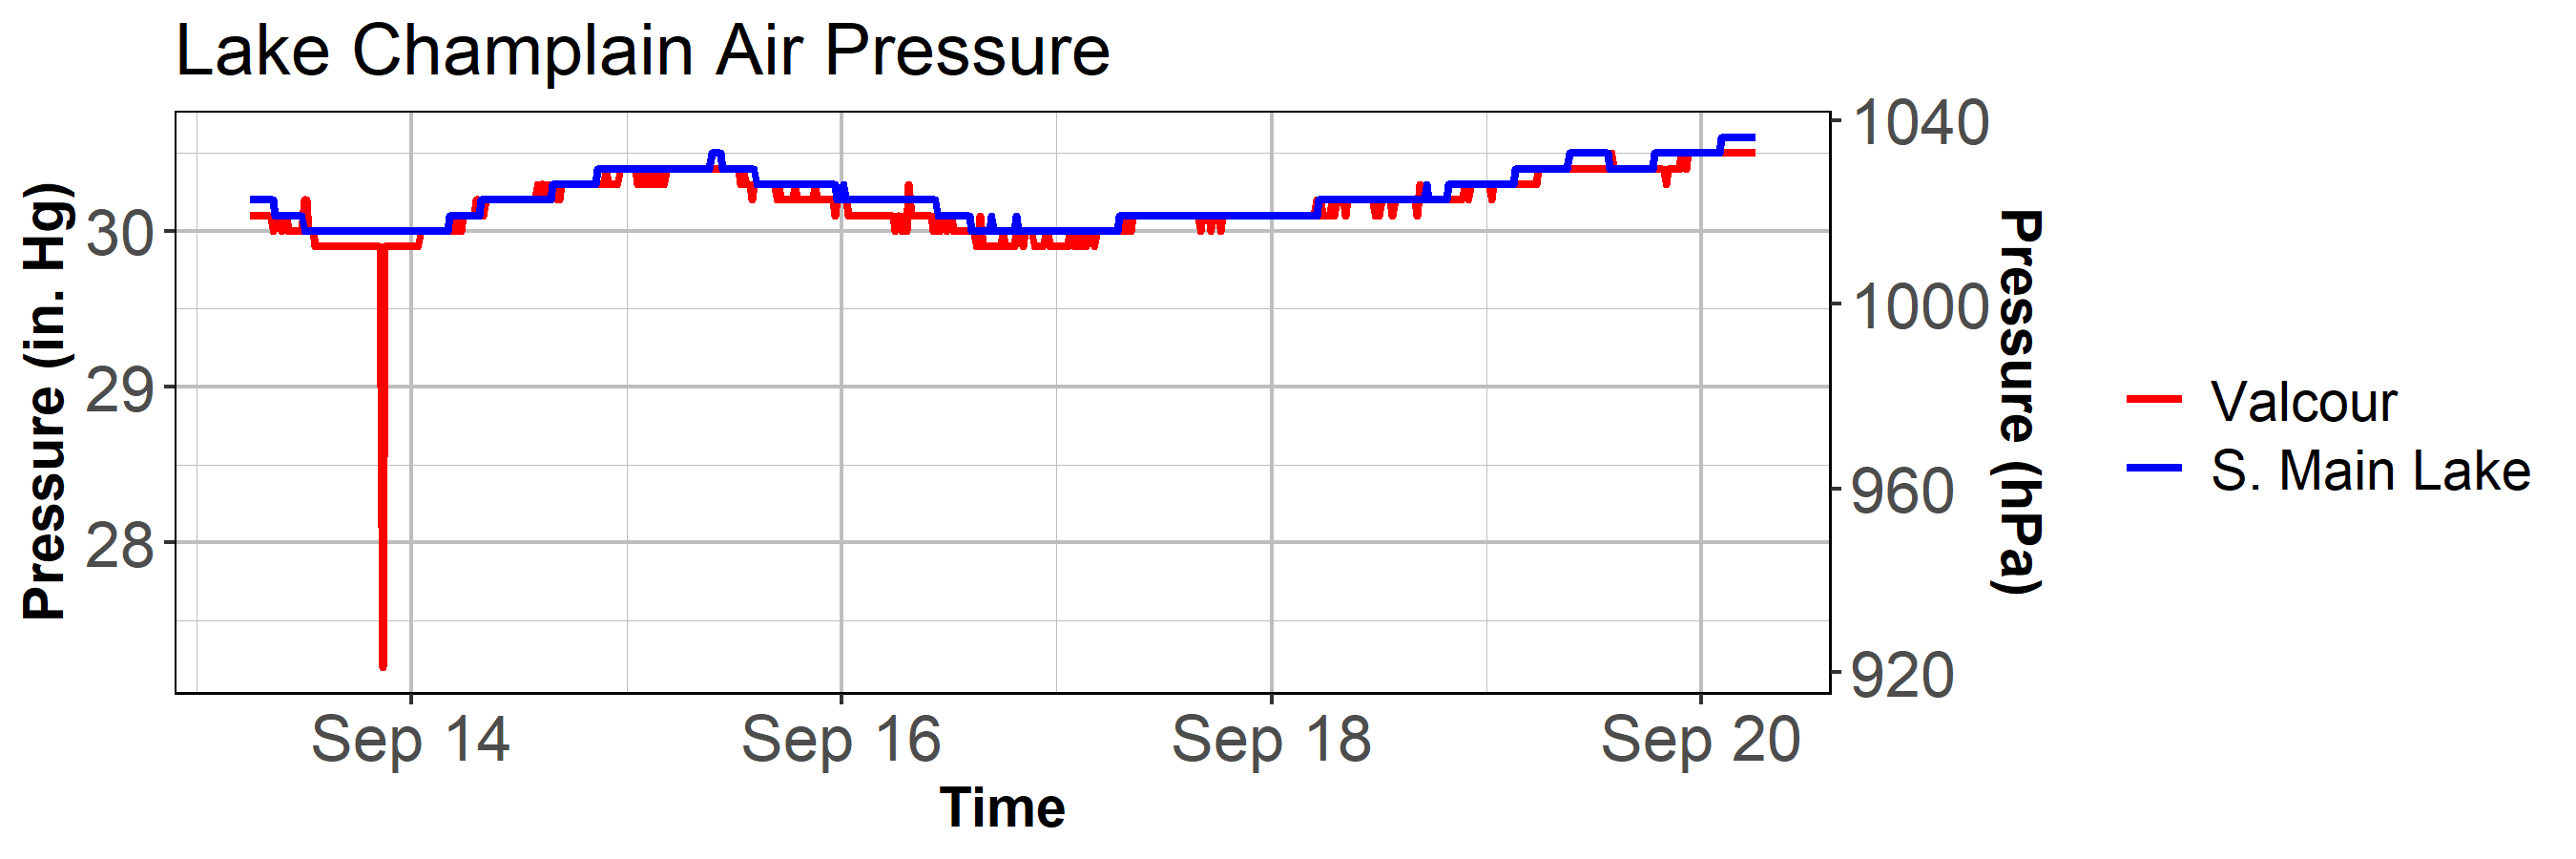 Lake Champlain Air Pressure
Pressure (in. Hg)
30
29
28
1040
1000
960
920
Pressure (hPa)
Sep 14
Sep 16
Sep 18
Sep 20
Time
Valcour
S. Main Lake